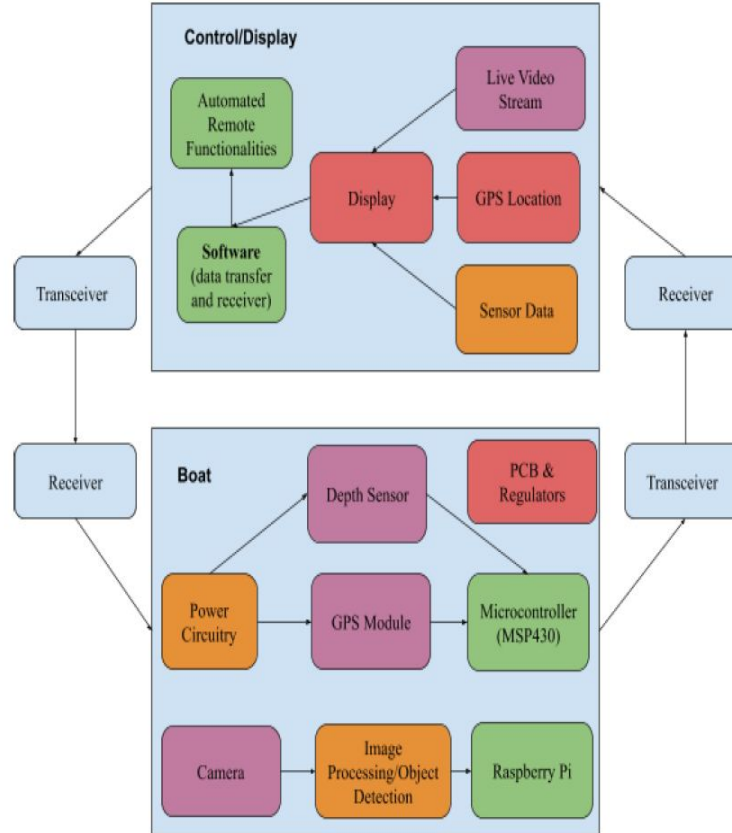 Control/Display
Automated
Remote
Functionalities
Live Video
Stream
Display
GPS Location
Software
(data transfer
and receiver)
Sensor Data
Transceiver
Receiver
Receiver
Transceiver
Boat
Depth Sensor
PCB &
Regulators
Power
Circuitry
GPS Module
Microcontroller
(MSP430)
Camera
Image
Processing/Object
Detection
Raspberry Pi